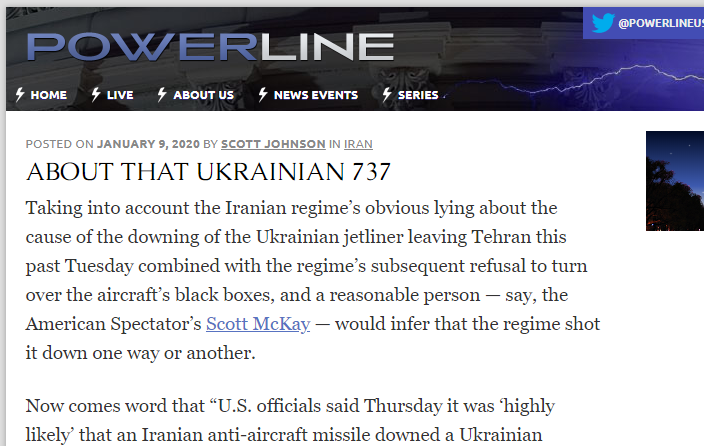 POWERLINE
@POWERLINEUS
HOME LIVE ABOUT US NEWS EVENTS SERIES
POSTED ON JANUARY 9, 2020 BY SCOTT JOHNSON IN IRAN
ABOUT THAT UKRAINIAN 737
Taking into account the Iranian regime’s obvious lying about the
cause of the downing of the Ukrainian jetliner leaving Tehran this
past Tuesday combined with the regime’s subsequent refusal to turn
over the aircraft’s black boxes, and a reasonable person — say, the
American Spectator’s Scott McKay — would infer that the regime shot
it down one way or another.
Now comes word that “U.S. officials said Thursday it was ‘highly
likely’ that an Iranian anti-aircraft missile downed a Ukrainian